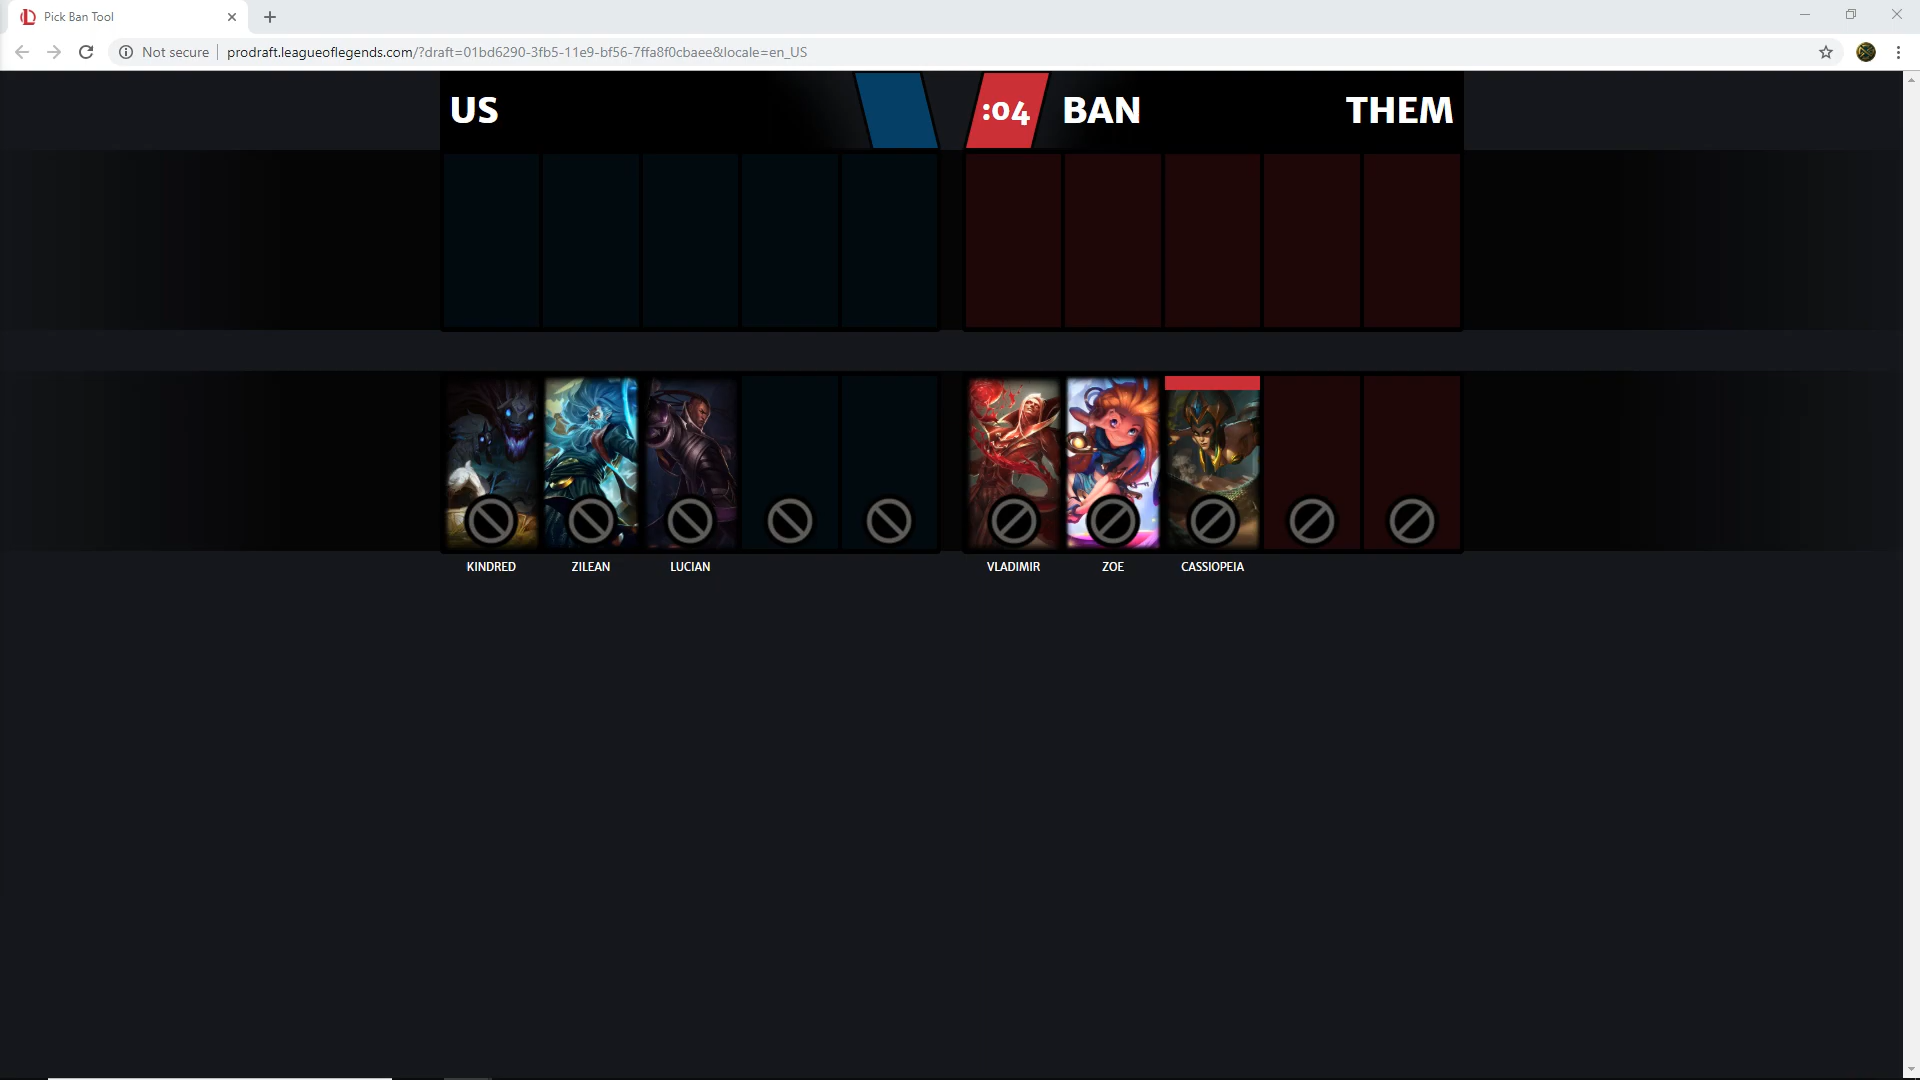 Pick Ban Tool
Not secure
prodraft.leagueoflegends.com/?draft=01bd6290-3fb5-11e9-bf56-7ffa8f0cbaee&locale=en_US
US
:04
BAN
THEM
KINDRED
ZILEAN
LUCIAN
VLADIMIR
ZOE
CASSIOPEIA